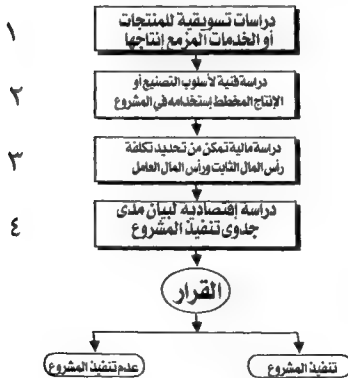 ١
دراسات تسويقية للمنتجات
أو الخدمات المزمع إنتاجها
٢
دراسة فنية لأسلوب التصنيع أو
الإنتاج المخطط إستخدامه في المشروع
٣
دراسة مالية تمكن من تحديد تكلفة
رأس المال الثابت ورأس المال العامل
٤
دراسة إقتصادية لبيان مدى
جدوى تنفيذ المشروع
القرار
تنفيذ المشروع
عدم تنفيذ المشروع